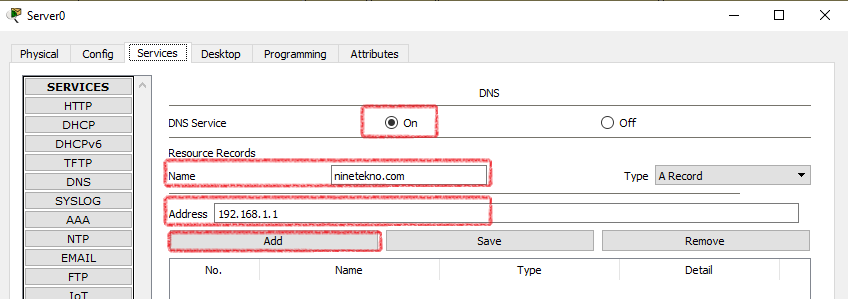 Server0
Physical Config Services Desktop Programming Attributes
SERVICES
HTTP
DHCP
DHCPv6
TFTP
DNS
SYSLOG
AAA
NTP
EMAIL
FTP
IoT
DNS
DNS Service On Off
Resource Records
Name ninetekno.com Type A Record
Address 192.168.1.1
Add Save Remove
No. Name Type Detail